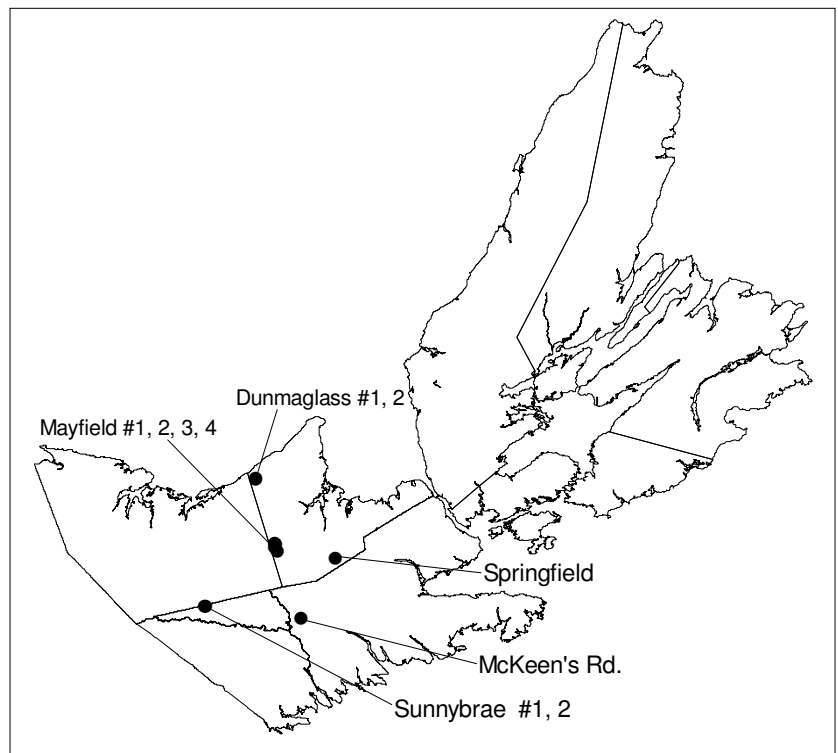 Dunmaglass #1, 2
Mayfield #1, 2, 3, 4
Springfield
McKeen's Rd.
Sunnybrae #1, 2